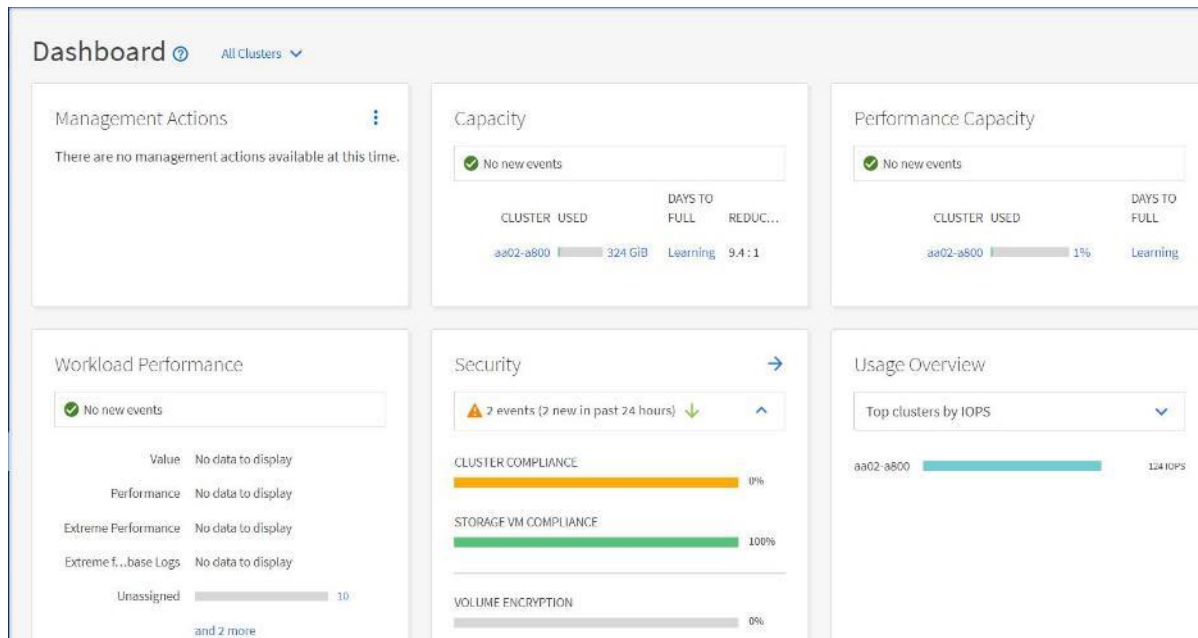 Dashboard All Clusters
Management Actions
There are no management actions available at this time.
Capacity
No new events
CLUSTER USED DAYS TO FULL REDUC...
aa02-a800 324 GiB Learning 9.4 : 1
Performance Capacity
No new events
CLUSTER USED DAYS TO FULL
aa02-a800 1% Learning
Workload Performance
No new events
Value No data to display
Performance No data to display
Extreme Performance No data to display
Extreme f...base Logs No data to display
Unassigned 10
and 2 more
Security
2 events (2 new in past 24 hours)
CLUSTER COMPLIANCE
0%
STORAGE VM COMPLIANCE
100%
VOLUME ENCRYPTION
0%
Usage Overview
Top clusters by IOPS
aa02-a800 124 IOPS